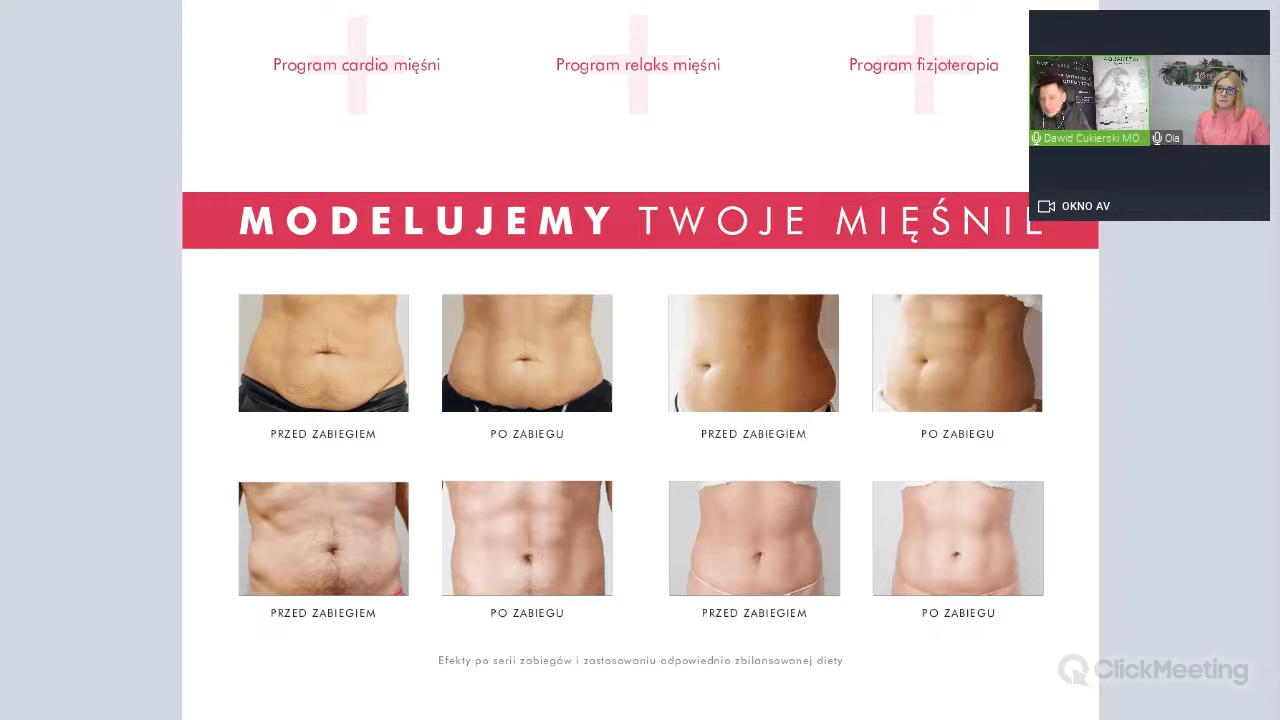 Program cardio mięśni
Program relaks mięśni
Program fizjoterapia
Dawid Cukierski MO...
Ola
OKNO AV
MODELUJEMY TWOJE MIĘŚNIE
PRZED ZABIEGIEM
PO ZABIEGU
PRZED ZABIEGIEM
PO ZABIEGU
PRZED ZABIEGIEM
PO ZABIEGU
PRZED ZABIEGIEM
PO ZABIEGU
Efekty po serii zabiegów i zastosowaniu odpowiednio zbilansowanej diety
ClickMeeting